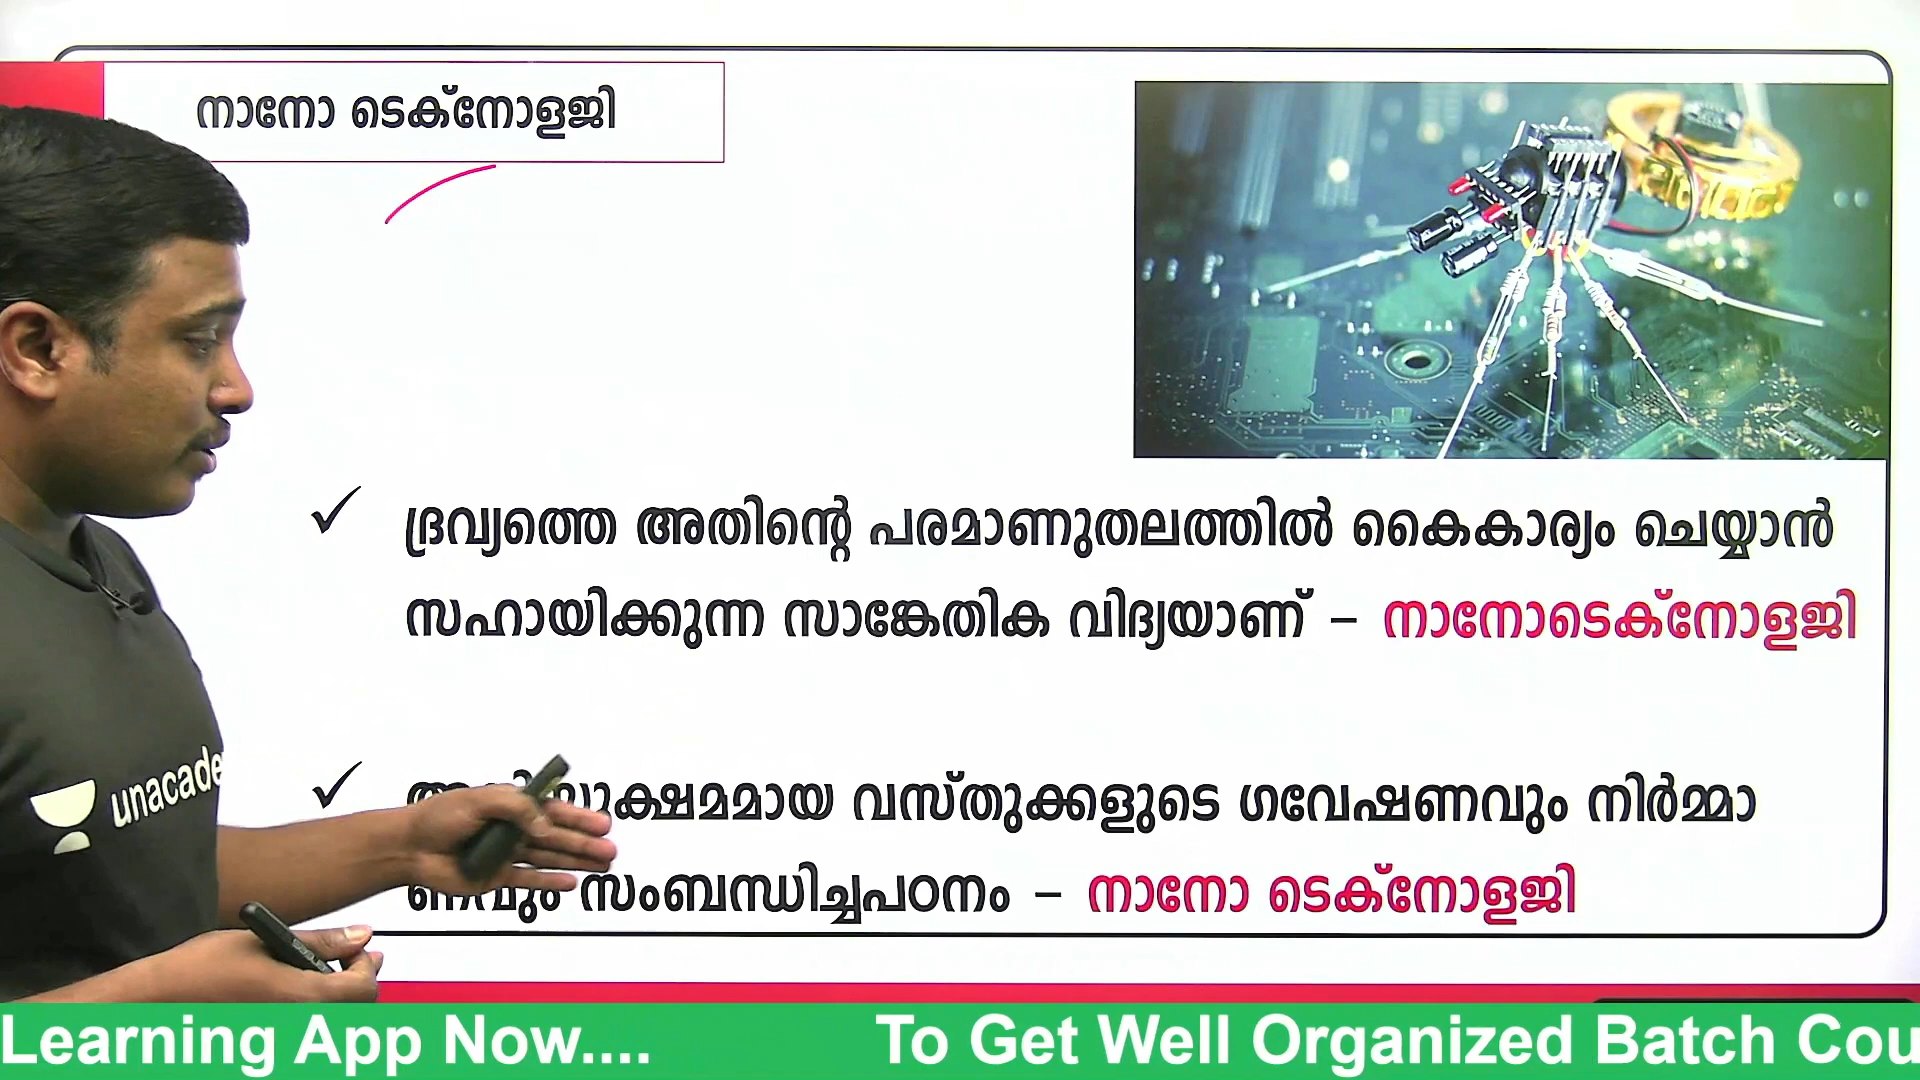 നാനോ ടെക്നോളജി
ദ്രവ്യത്തെ അതിന്റെ പരമാണുതലത്തിൽ കൈകാര്യം ചെയ്യാൻ
സഹായിക്കുന്ന സാങ്കേതിക വിദ്യയാണ് – നാനോടെക്നോളജി
വസ്തുക്കളുടെ ഗവേഷണവും നിർമ്മാ
ണവും സംബന്ധിച്ചപഠനം – നാനോ ടെക്നോളജി
unacade
Learning App Now.... To Get Well Organized Batch Cou